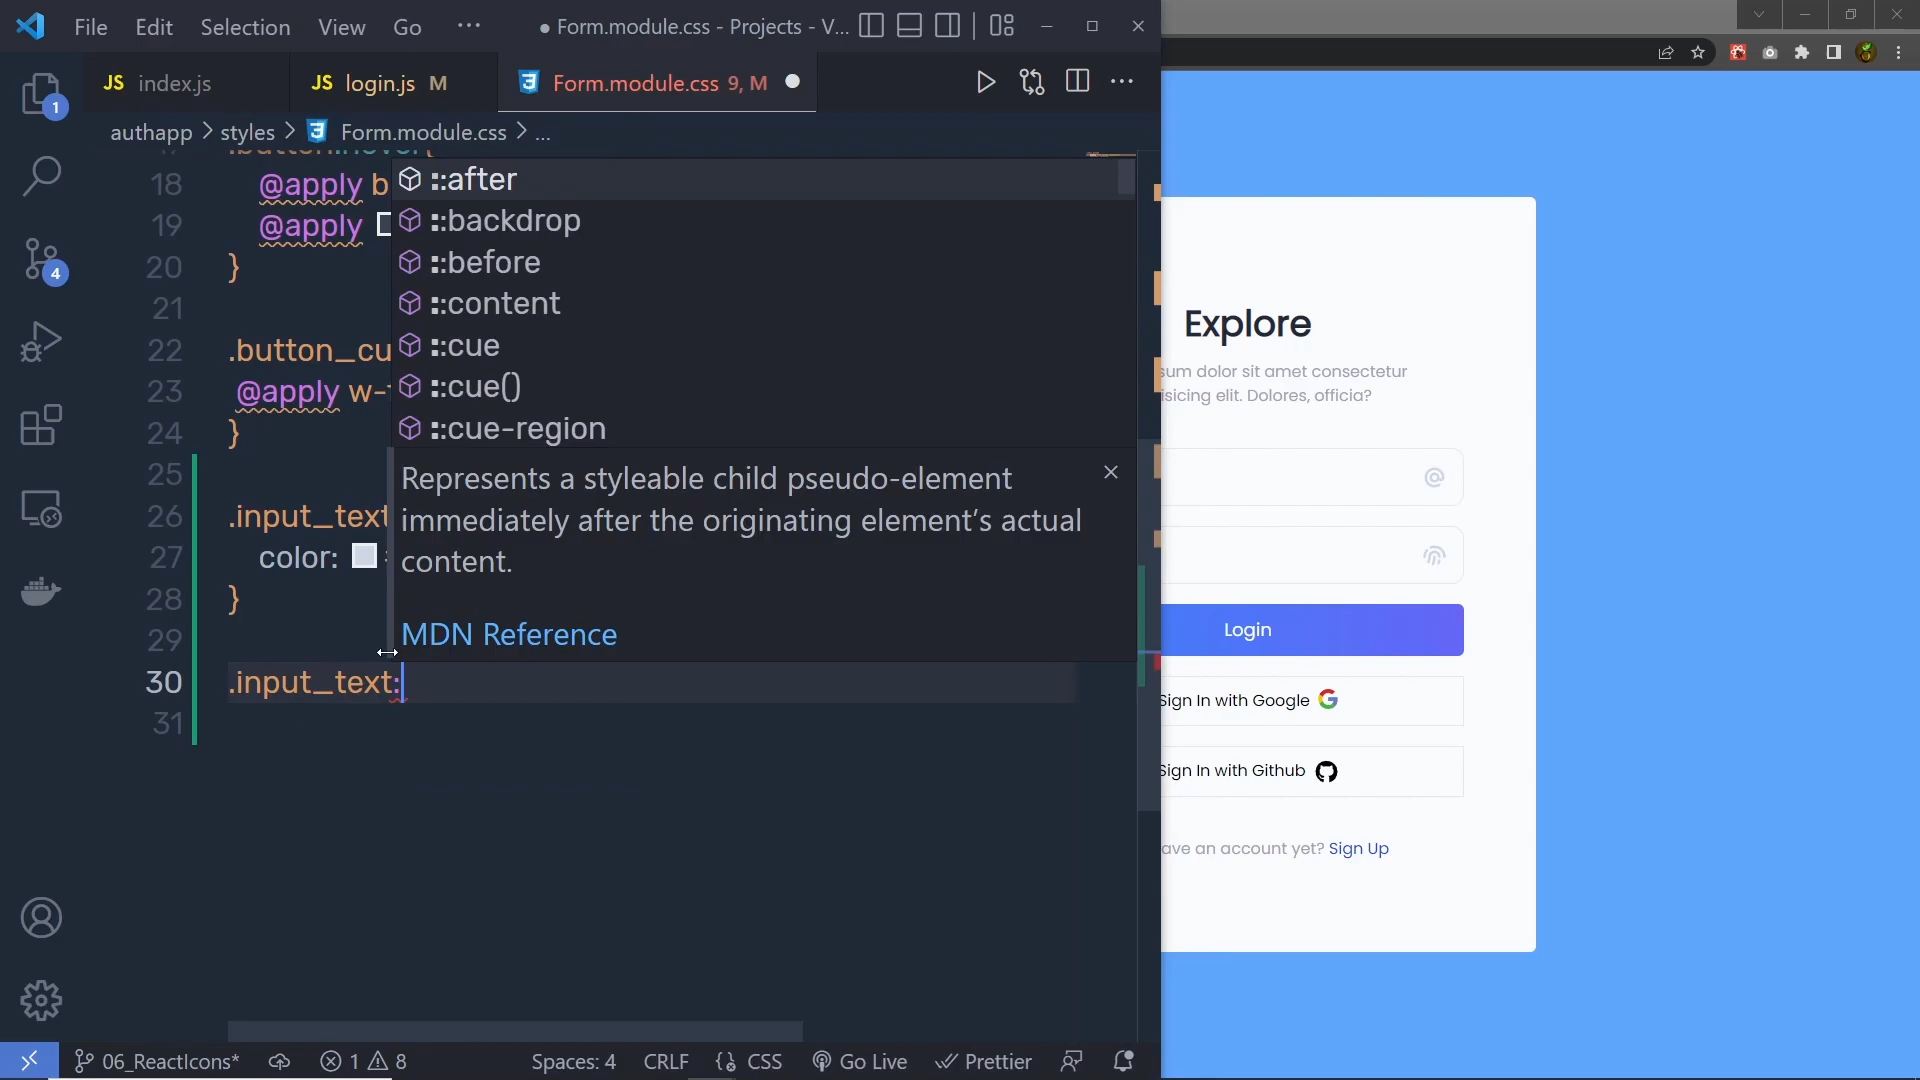 File Edit Selection View Go ··· ● Form.module.css - Projects - V...
JS index.js JS login.js M Form.module.css 9, M
authapp > styles > Form.module.css > ...
18 @apply b
19 @apply
20 }
21
22 .button_cu
23 @apply w-
24 }
25
26 .input_text
27 color:
28 }
29
30 .input_text:
31
::after
::backdrop
::before
::content
::cue
::cue()
::cue-region
Represents a styleable child pseudo-element
immediately after the originating element’s actual
content.
MDN Reference
1
4
06_ReactIcons* 1 8 Spaces: 4 CRLF CSS Go Live Prettier
Explore
sum dolor sit amet consectetur
isicing elit. Dolores, officia?
Login
Sign In with Google
Sign In with Github
ave an account yet? Sign Up